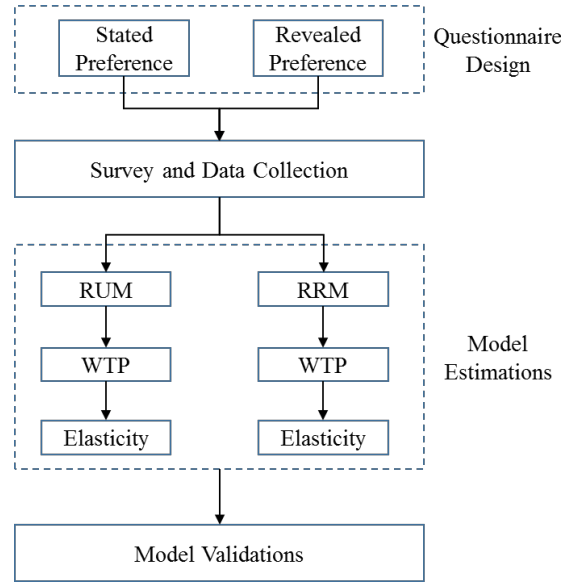 Stated
Preference
Revealed
Preference
Questionnaire
Design
Survey and Data Collection
RUM
RRM
WTP
WTP
Model
Estimations
Elasticity
Elasticity
Model Validations